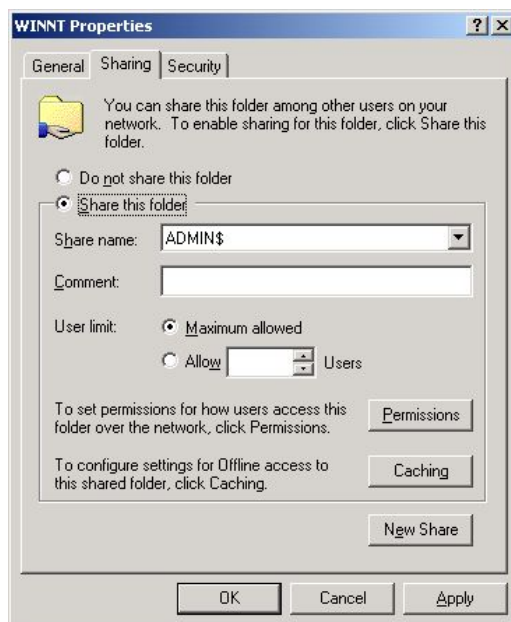 WINNT Properties
General Sharing Security
You can share this folder among other users on your
network. To enable sharing for this folder, click Share this
folder.
Do not share this folder
Share this folder
Share name: ADMIN$
Comment:
User limit: Maximum allowed
Allow Users
To set permissions for how users access this
folder over the network, click Permissions.
Permissions
To configure settings for Offline access to
this shared folder, click Caching.
Caching
New Share
OK Cancel Apply